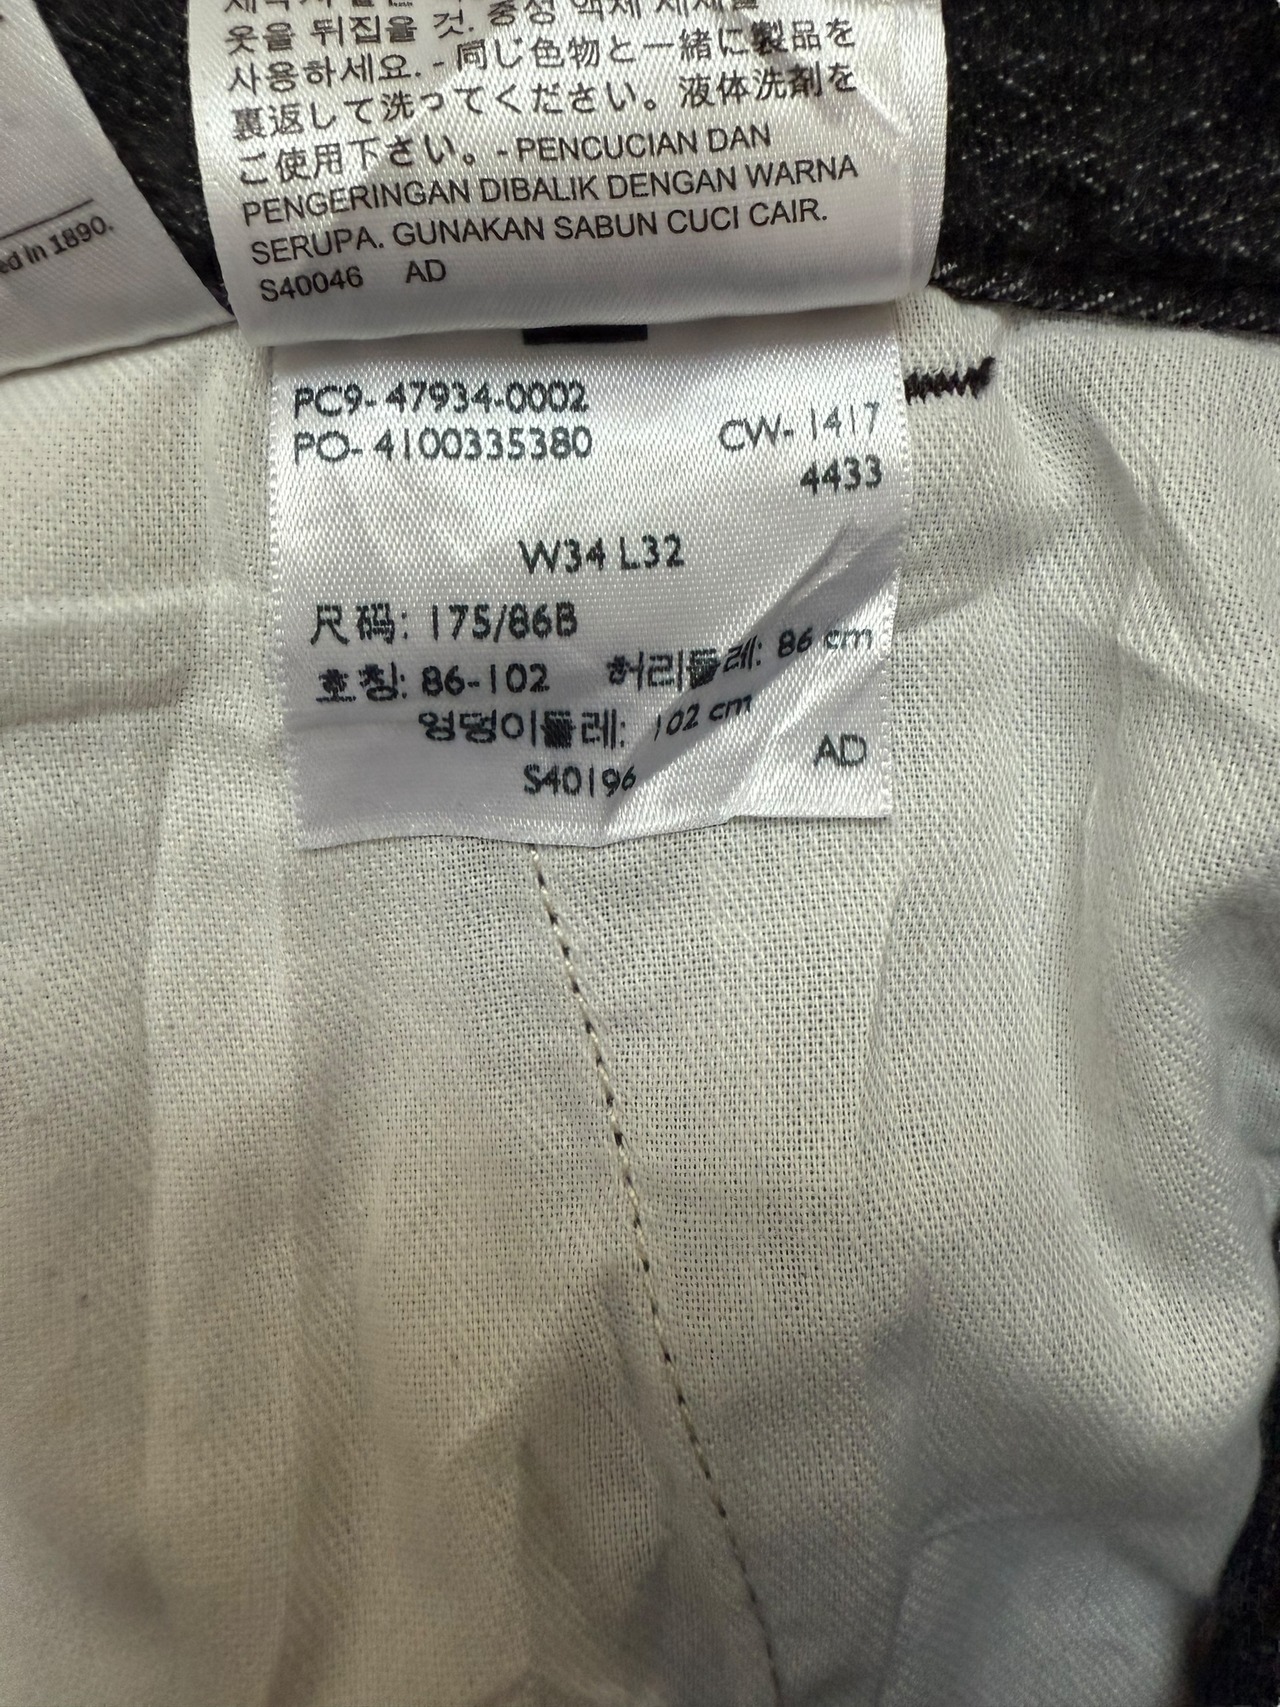 ed in 1890.
옷을 뒤집을 것. 중성 액체 세제를
사용하세요. - 同じ色物と一緒に製品を
裏返して洗ってください。液体洗剤を
ご使用下さい。- PENCUCIAN DAN
PENGERINGAN DIBALIK DENGAN WARNA
SERUPA. GUNAKAN SABUN CUCI CAIR.
S40046 AD
PC9- 47934-0002
PO- 4100335380 CW- 1417
4433
W34 L32
尺码: 175/86B
호칭: 86-102 허리둘레: 86 cm
엉덩이둘레: 102 cm
AD
S40196